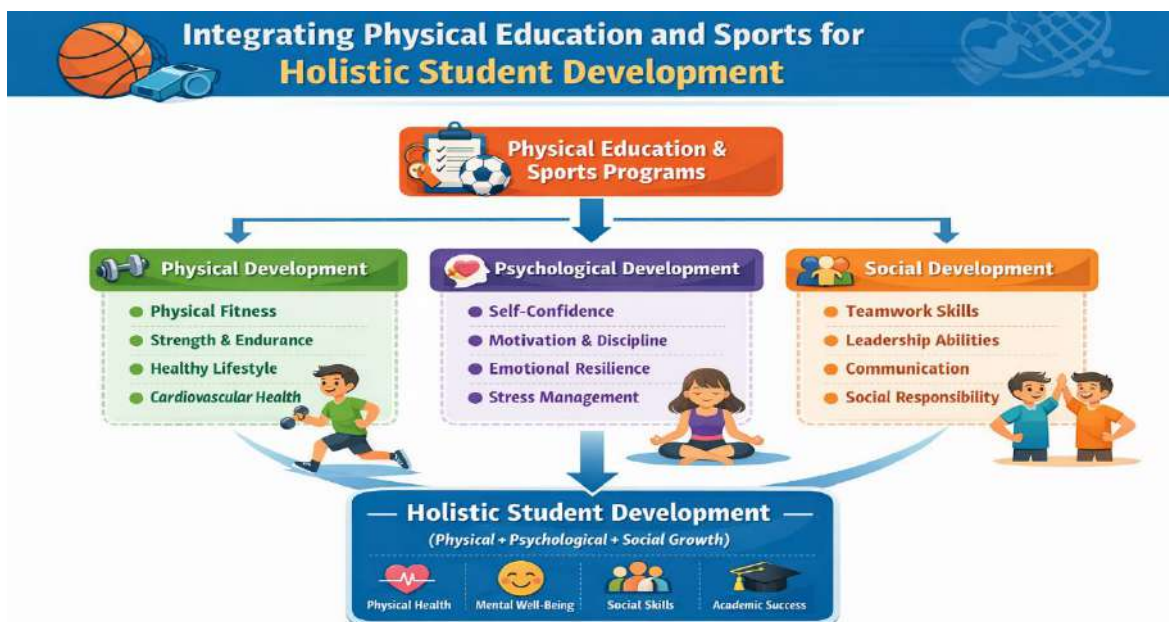 Integrating Physical Education and Sports for
Holistic Student Development
Physical Education &
Sports Programs
Physical Development
Physical Fitness
Strength & Endurance
Healthy Lifestyle
Cardiovascular Health
Psychological Development
Self-Confidence
Motivation & Discipline
Emotional Resilience
Stress Management
Social Development
Teamwork Skills
Leadership Abilities
Communication
Social Responsibility
Holistic Student Development
(Physical + Psychological + Social Growth)
Physical Health
Mental Well-Being
Social Skills
Academic Success